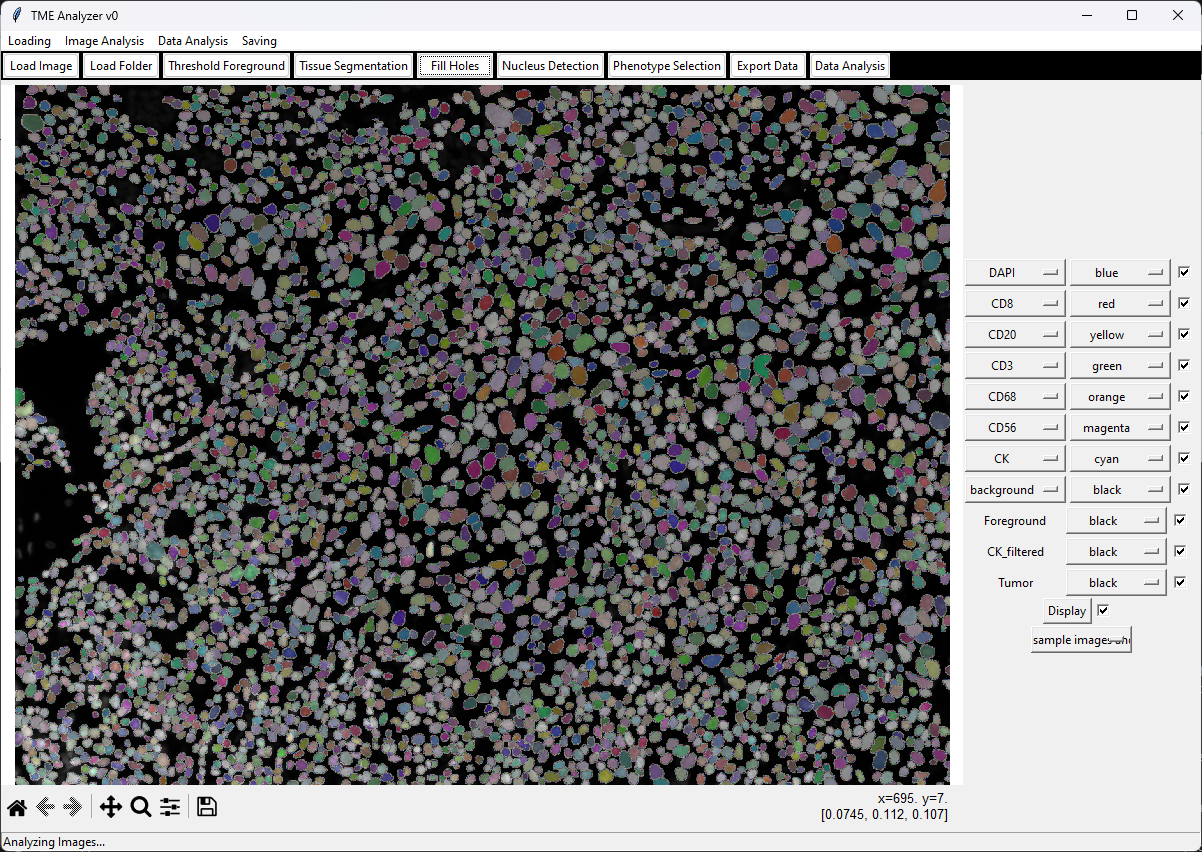 TME Analyzer v0
Loading Image Analysis Data Analysis Saving
Load Image Load Folder Threshold Foreground Tissue Segmentation Fill Holes Nucleus Detection Phenotype Selection Export Data Data Analysis
DAPI blue
CD8 red
CD20 yellow
CD3 green
CD68 orange
CD56 magenta
CK cyan
background black
Foreground black
CK_filtered black
Tumor black
Display
sample images
x=695. y=7.
[0.0745, 0.112, 0.107]
Analyzing Images...